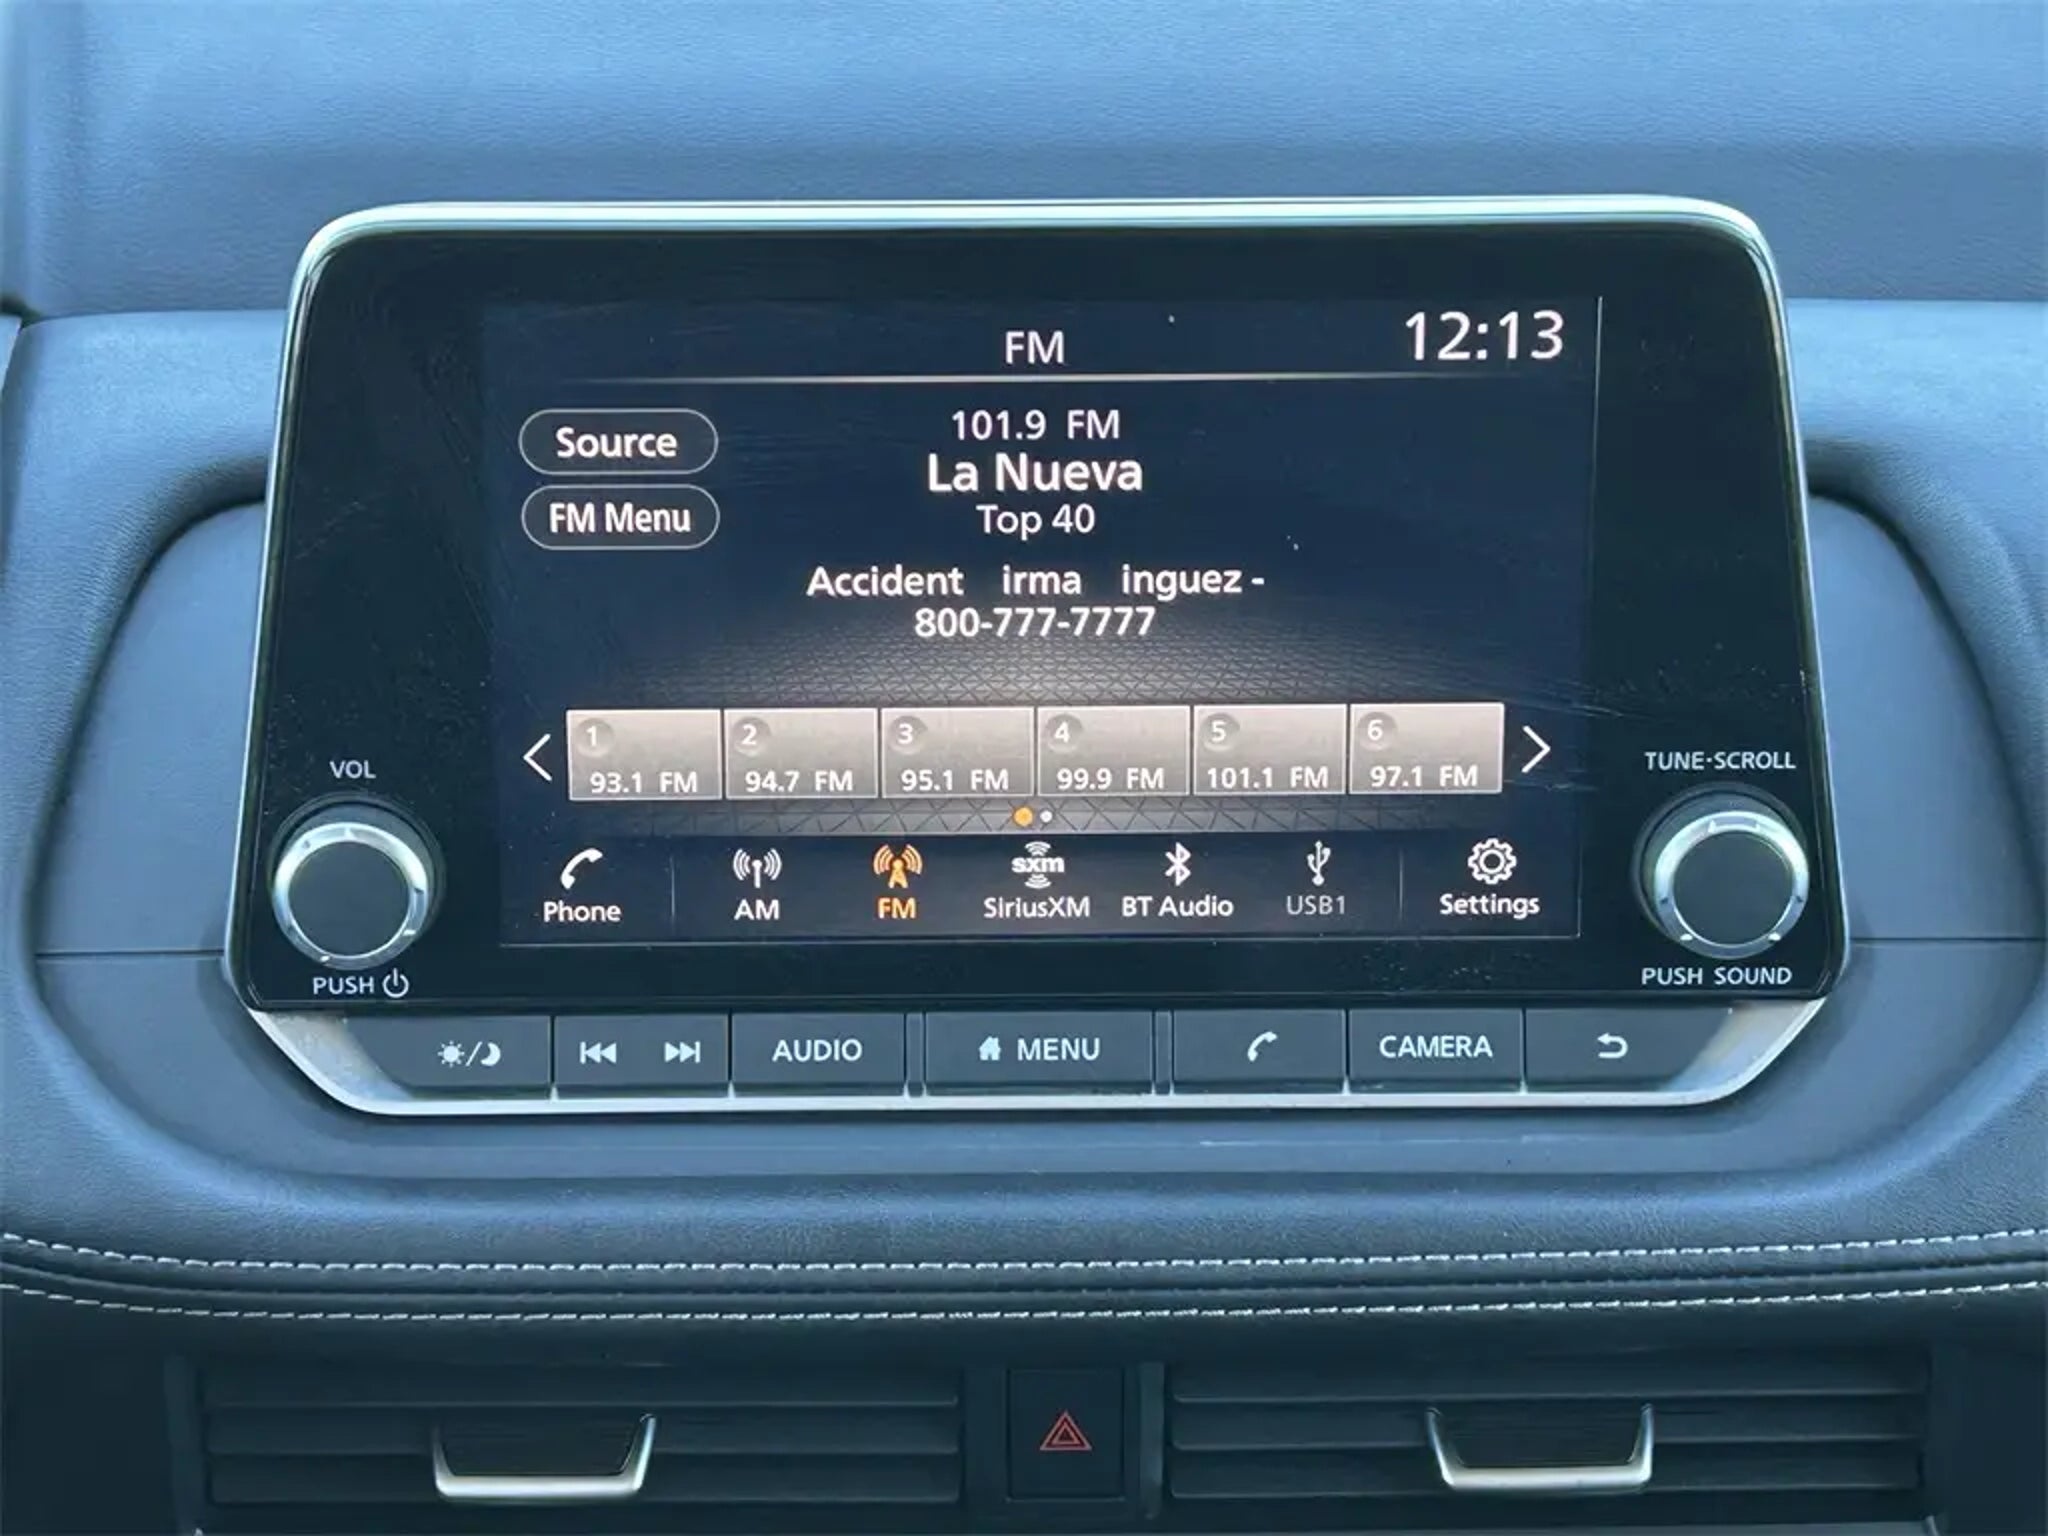 FM
12:13
Source
FM Menu
101.9 FM
La Nueva
Top 40
Accident irma inguez -
800-777-7777
1
93.1 FM
2
94.7 FM
3
95.1 FM
4
99.9 FM
5
101.1 FM
6
97.1 FM
Phone
AM
FM
sxm
SiriusXM
BT Audio
USB1
Settings
VOL
PUSH
TUNE·SCROLL
PUSH SOUND
AUDIO
MENU
CAMERA